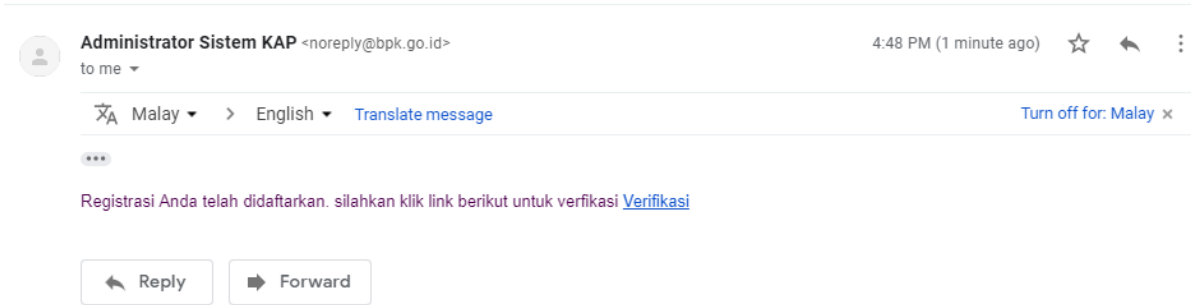 Administrator Sistem KAP <noreply@bpk.go.id> 4:48 PM (1 minute ago)
to me
Malay > English Translate message Turn off for: Malay ×
Registrasi Anda telah didaftarkan. silahkan klik link berikut untuk verfikasi Verifikasi
Reply Forward